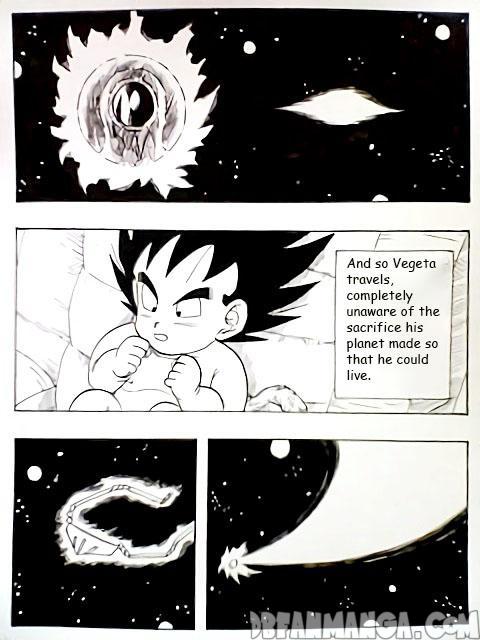 And so Vegeta
travels,
completely
unaware of the
sacrifice his
planet made so
that he could
live.
DBFANMANGA.COM